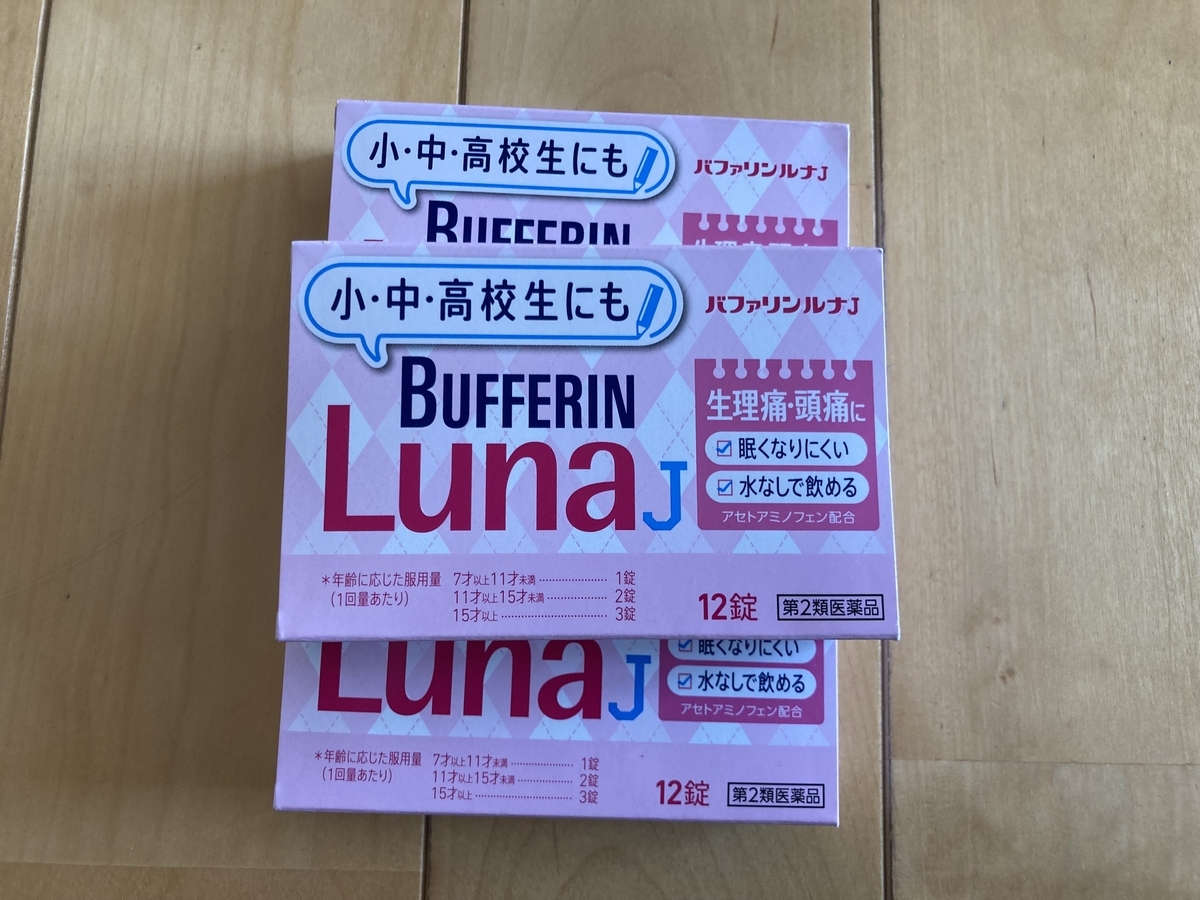 小・中・高校生にも
バファリンルナJ
BUFFERIN
小・中・高校生にも
バファリンルナJ
BUFFERIN
Luna J
生理痛・頭痛に
眠くなりにくい
水なしで飲める
アセトアミノフェン配合
*年齢に応じた服用量
(1回量あたり)
7才以上11才未満 …………………… 1錠
11才以上15才未満 ……………… 2錠
15才以上 …………………………… 3錠
12錠
第2類医薬品
Luna J
眠くなりにくい
水なしで飲める
アセトアミノフェン配合
*年齢に応じた服用量
(1回量あたり)
7才以上11才未満 …………………… 1錠
11才以上15才未満 ……………… 2錠
15才以上 …………………………… 3錠
12錠
第2類医薬品